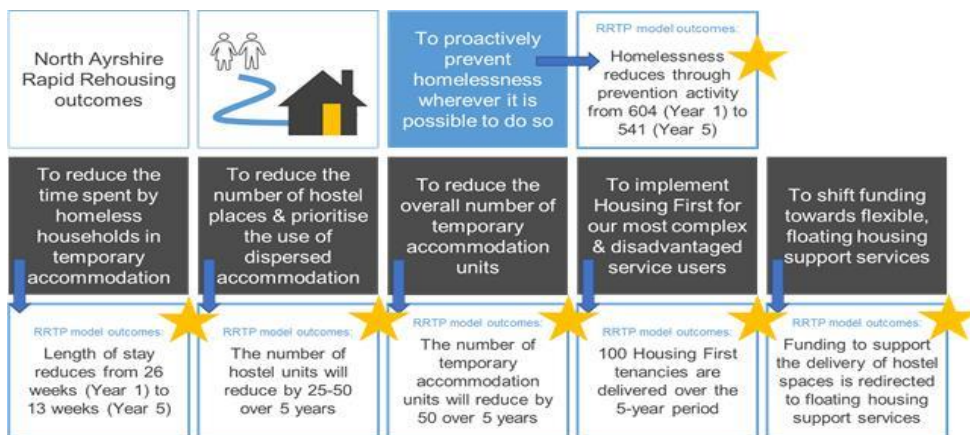 North Ayrshire
Rapid Rehousing
outcomes
To proactively
prevent
homelessness
wherever it is
possible to do so
RRTP model outcomes:
Homelessness
reduces through
prevention activity
from 604 (Year 1) to
541 (Year 5)
To reduce the
time spent by
homeless
households in
temporary
accommodation
To reduce the
number of hostel
places & prioritise
the use of
dispersed
accommodation
To reduce the
overall number of
temporary
accommodation
units
To implement
Housing First for
our most complex
& disadvantaged
service users
To shift funding
towards flexible,
floating housing
support services
RRTP model outcomes:
Length of stay
reduces from 26
weeks (Year 1) to
13 weeks (Year 5)
RRTP model outcomes:
The number of
hostel units will
reduce by 25-50
over 5 years
RRTP model outcomes:
The number of
temporary
accommodation
units will reduce by
50 over 5 years
RRTP model outcomes:
100 Housing First
tenancies are
delivered over the
5-year period
RRTP model outcomes:
Funding to support
the delivery of hostel
spaces is redirected
to floating housing
support services